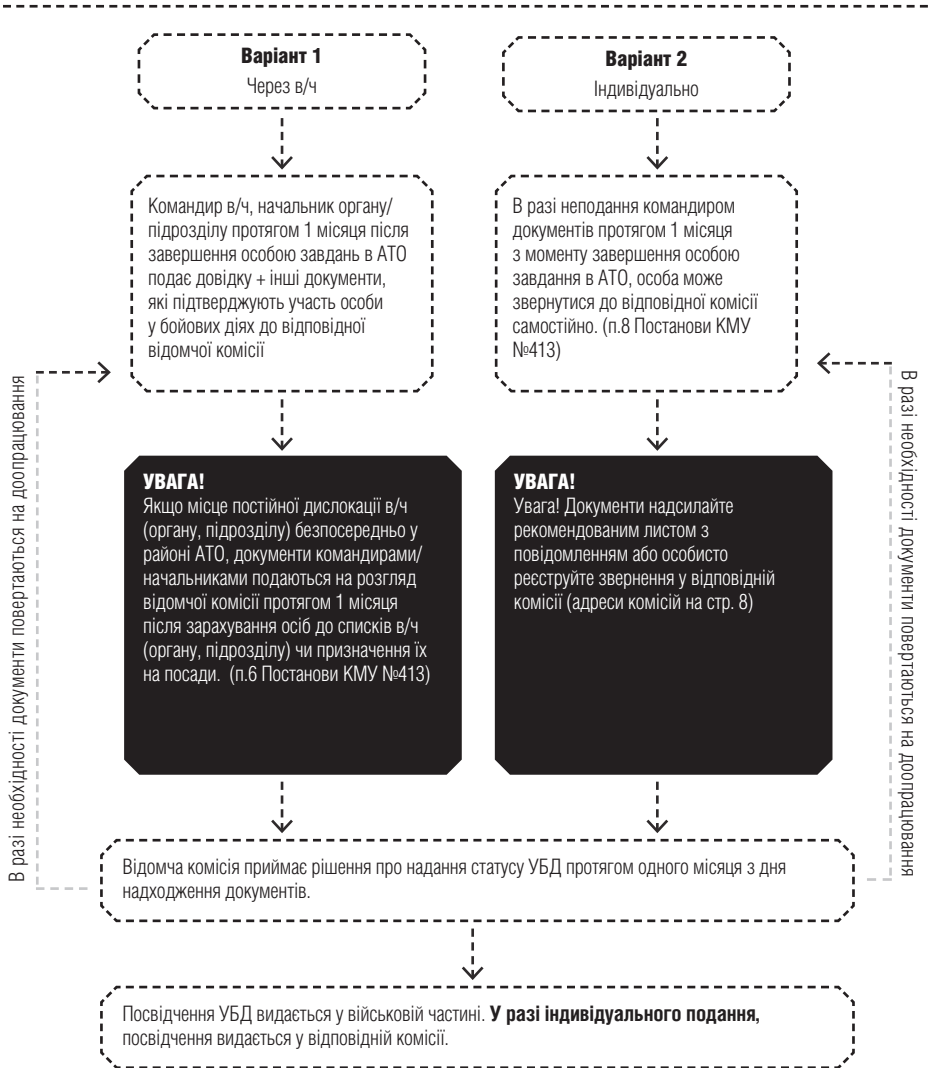 Варіант 1
Через в/ч
Варіант 2
Індивідуально
Командир в/ч, начальник органу/
підрозділу протягом 1 місяця після
завершення особою завдань в АТО
подає довідку + інші документи,
які підтверджують участь особи
у бойових діях до відповідної
відомчої комісії
В разі неподання командиром
документів протягом 1 місяця
з моменту завершення особою
завдання в АТО, особа може
звернутися до відповідної комісії
самостійно. (п.8 Постанови КМУ
№413)
УВАГА!
Якщо місце постійної дислокації в/ч
(органу, підрозділу) безпосередньо у
районі АТО, документи командирами/
начальниками подаються на розгляд
відомчої комісії протягом 1 місяця
після зарахування осіб до списків в/ч
(органу, підрозділу) чи призначення їх
на посади. (п.6 Постанови КМУ №413)
УВАГА!
Увага! Документи надсилайте
рекомендованим листом з
повідомленням або особисто
реєструйте звернення у відповідній
комісії (адреси комісій на стр. 8)
В разі необхідності документи повертаються на доопрацювання
В разі необхідності документи повертаються на доопрацювання
Відомча комісія приймає рішення про надання статусу УБД протягом одного місяця з дня
надходження документів.
Посвідчення УБД видається у військовій частині. У разі індивідуального подання,
посвідчення видається у відповідній комісії.